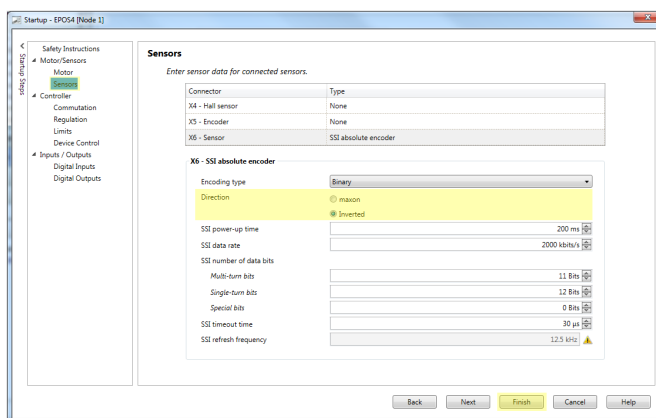 Startup - EPOS4 [Node 1]
Startup Steps
Safety Instructions
Motor/Sensors
Motor
Sensors
Controller
Commutation
Regulation
Limits
Device Control
Inputs / Outputs
Digital Inputs
Digital Outputs
Sensors
Enter sensor data for connected sensors.
Connector Type
X4 - Hall sensor None
X5 - Encoder None
X6 - Sensor SSI absolute encoder
X6 - SSI absolute encoder
Encoding type Binary
Direction maxon
Inverted
SSI power-up time 200 ms
SSI data rate 2000 kbits/s
SSI number of data bits
Multi-turn bits 11 Bits
Single-turn bits 12 Bits
Special bits 0 Bits
SSI timeout time 30 µs
SSI refresh frequency 12.5 kHz
Back Next Finish Cancel Help